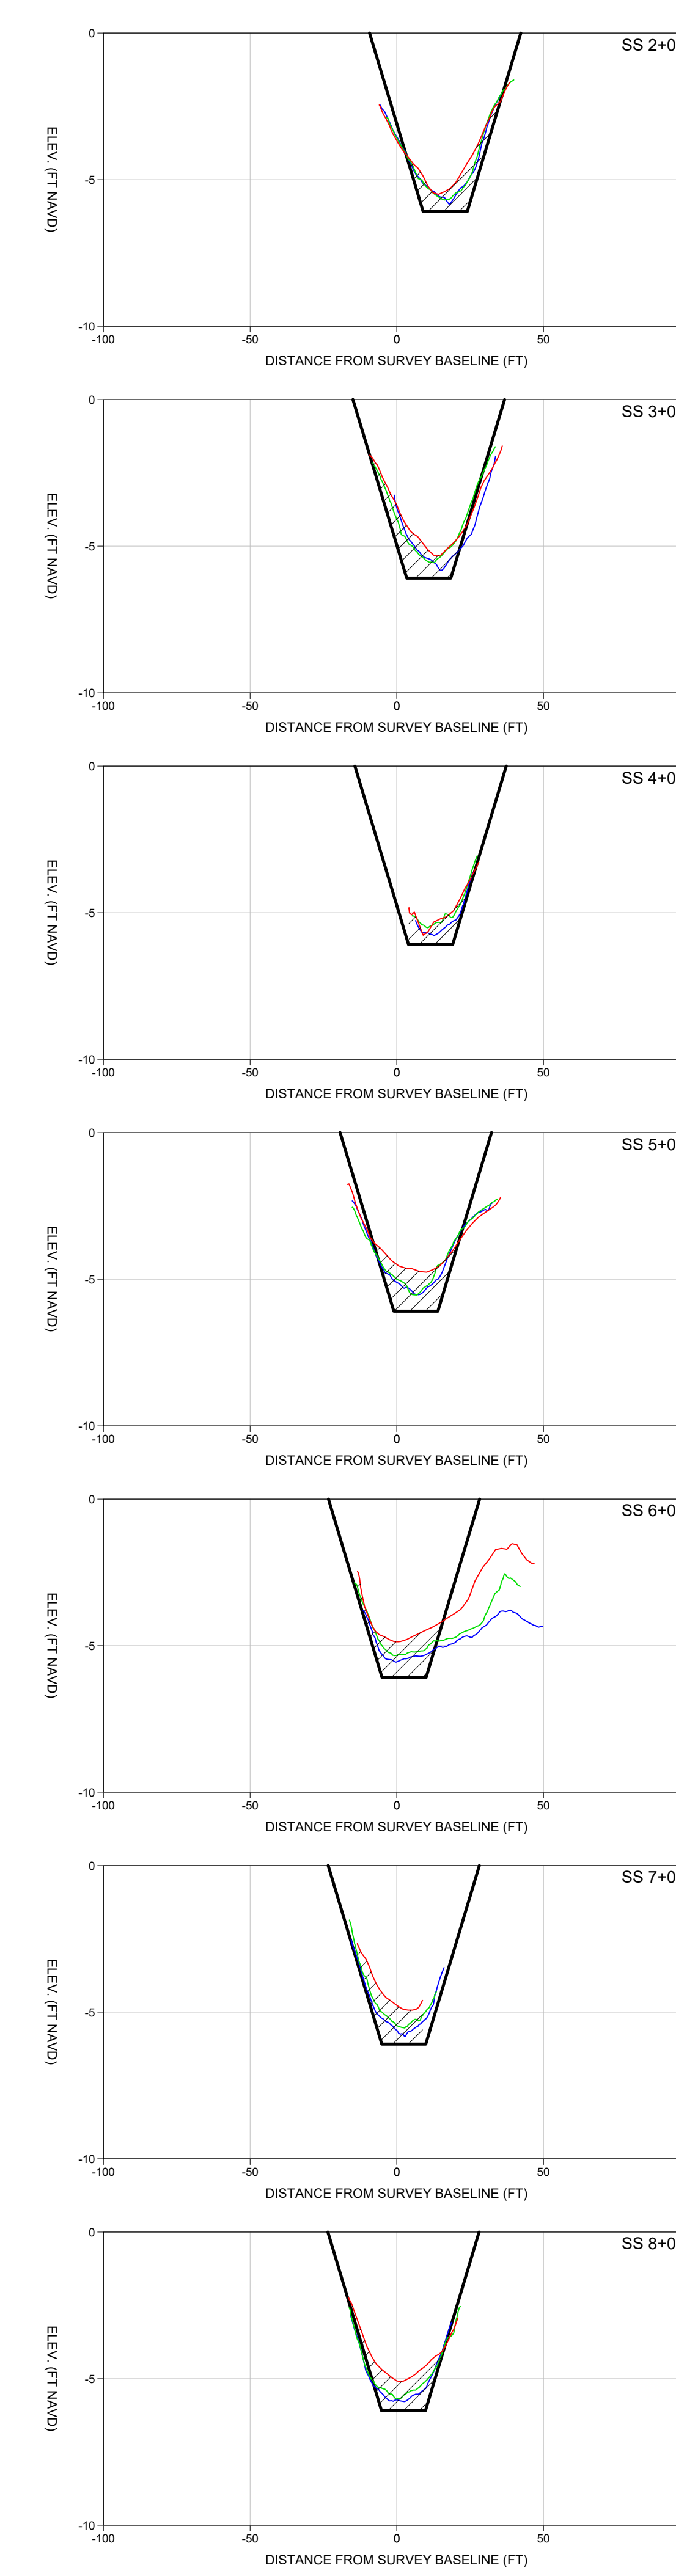 SS 2+0
0
-5
-10
ELEV. (FT NAVD)
-100 -50 0 50
DISTANCE FROM SURVEY BASELINE (FT)
SS 3+0
0
-5
-10
ELEV. (FT NAVD)
-100 -50 0 50
DISTANCE FROM SURVEY BASELINE (FT)
SS 4+0
0
-5
-10
ELEV. (FT NAVD)
-100 -50 0 50
DISTANCE FROM SURVEY BASELINE (FT)
SS 5+0
0
-5
-10
ELEV. (FT NAVD)
-100 -50 0 50
DISTANCE FROM SURVEY BASELINE (FT)
SS 6+0
0
-5
-10
ELEV. (FT NAVD)
-100 -50 0 50
DISTANCE FROM SURVEY BASELINE (FT)
SS 7+0
0
-5
-10
ELEV. (FT NAVD)
-100 -50 0 50
DISTANCE FROM SURVEY BASELINE (FT)
SS 8+0
0
-5
-10
ELEV. (FT NAVD)
-100 -50 0 50
DISTANCE FROM SURVEY BASELINE (FT)